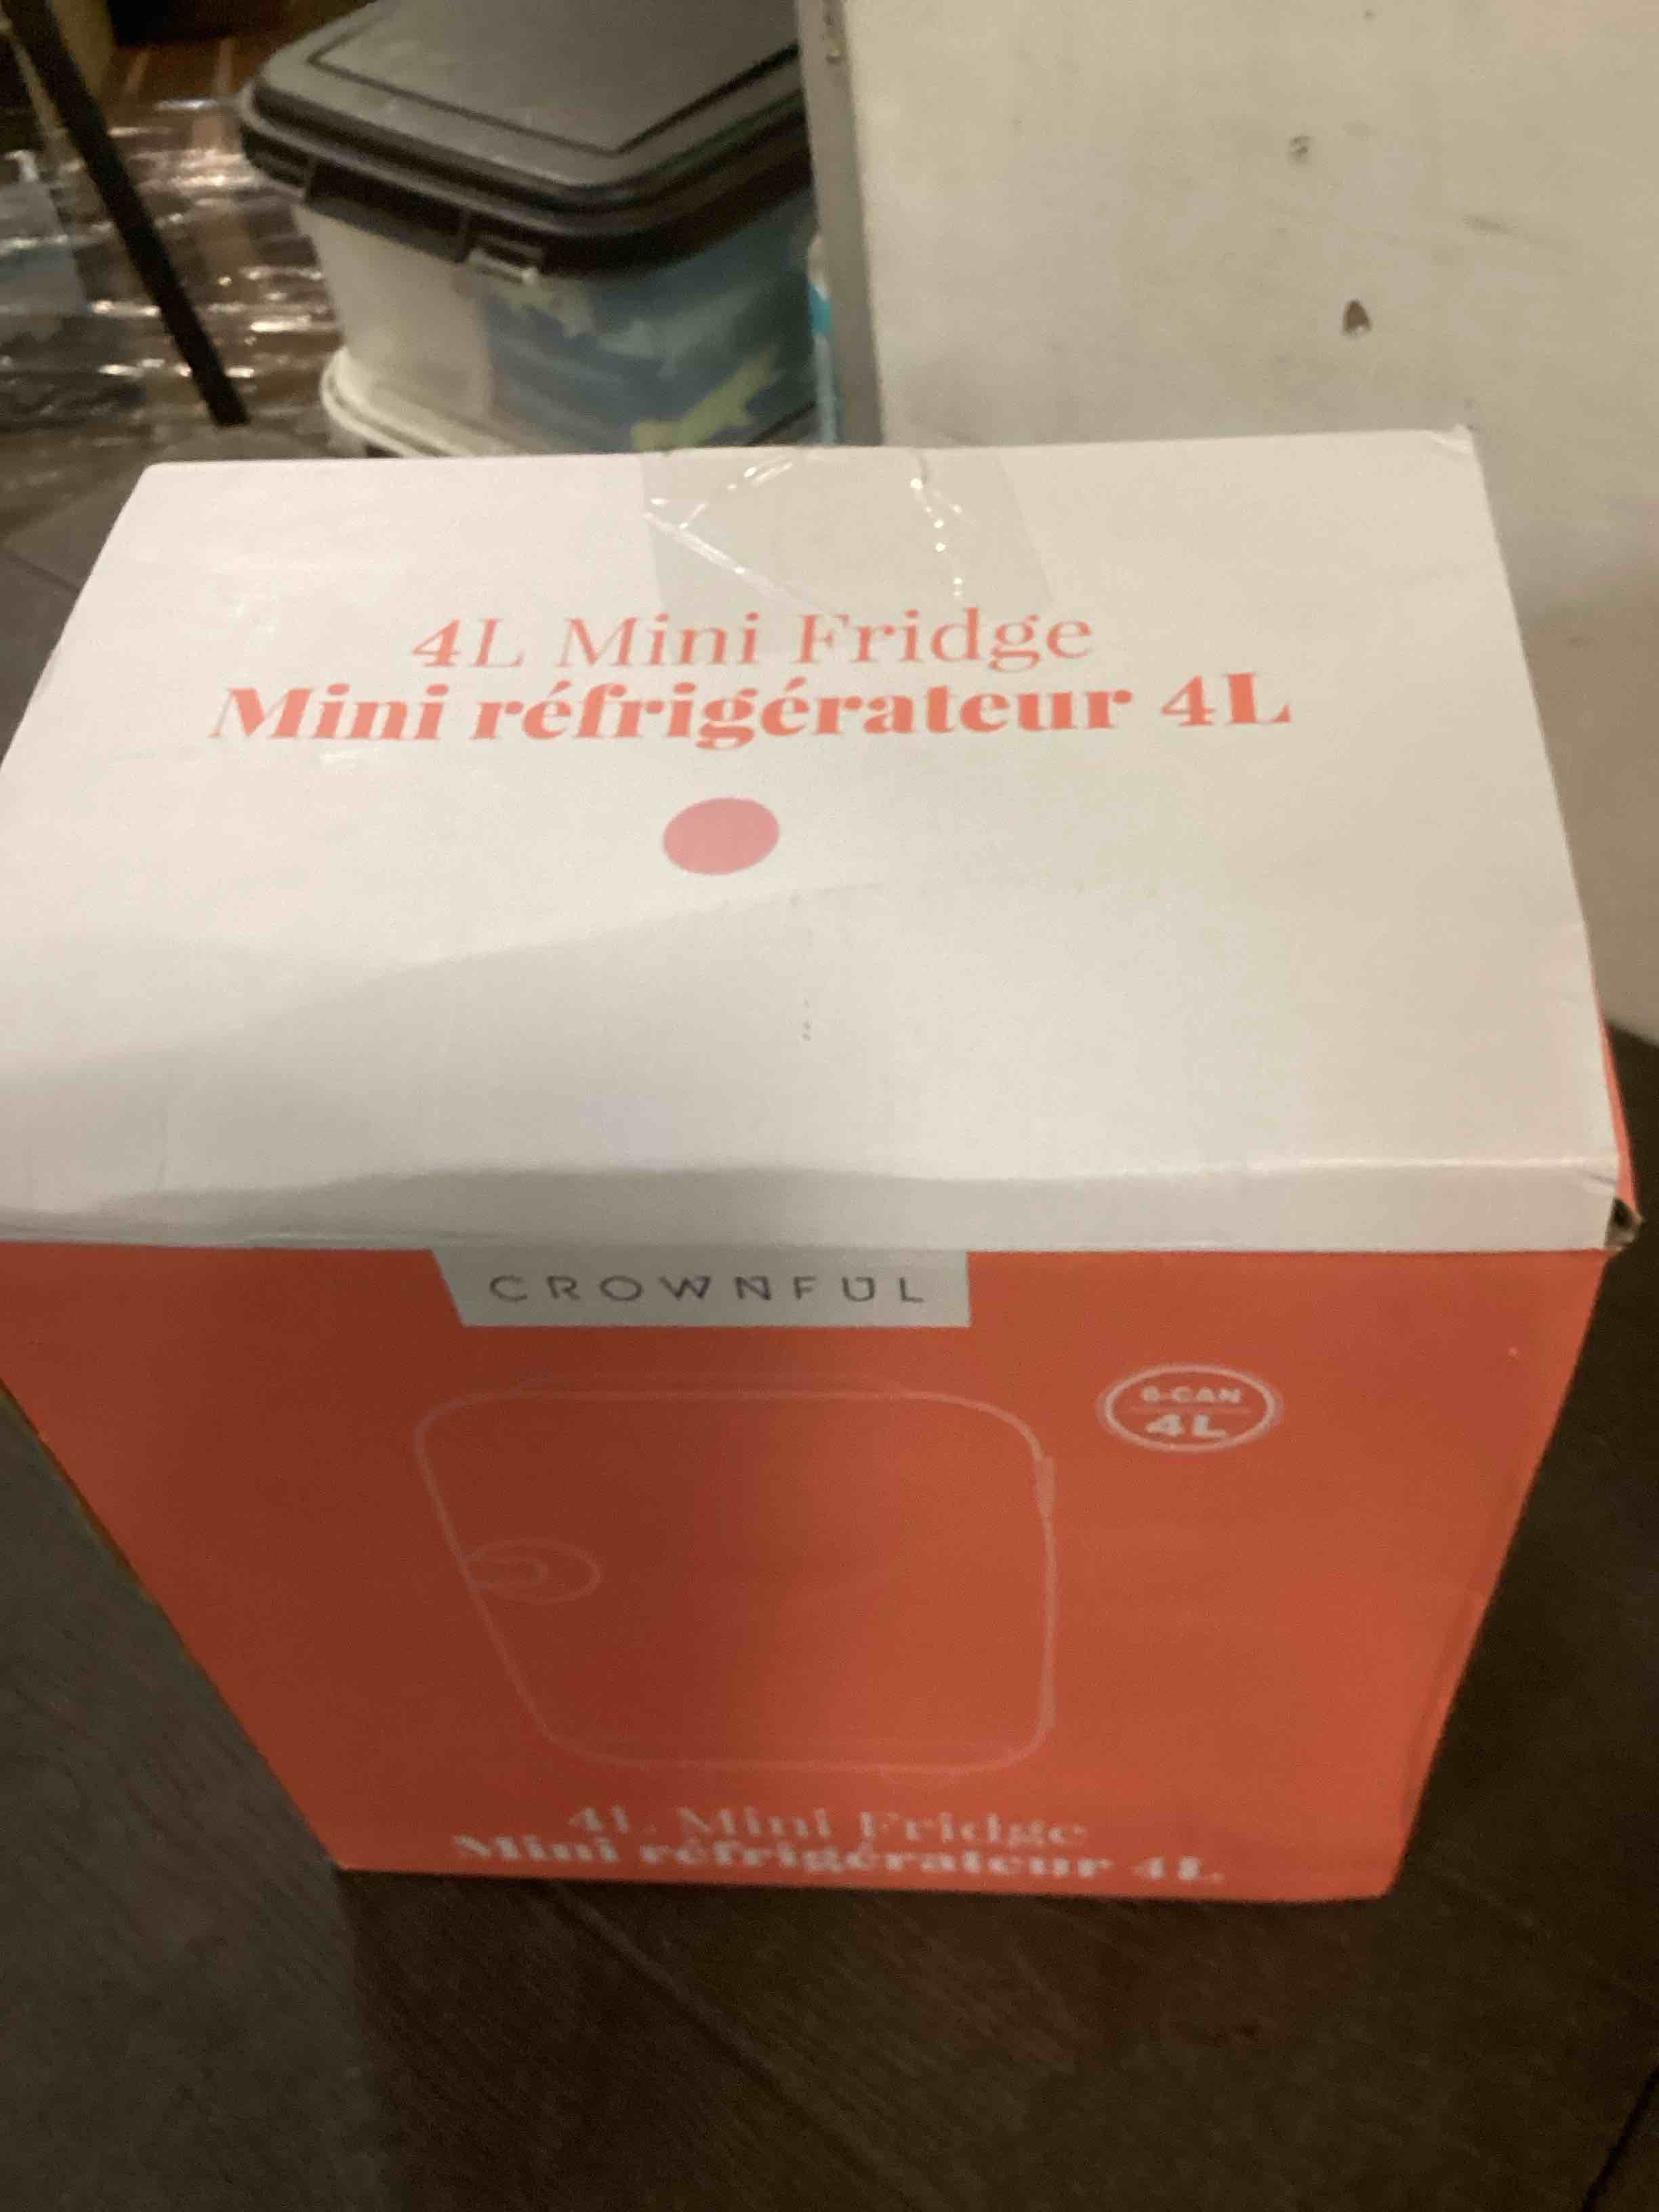 4L Mini Fridge
Mini réfrigérateur 4L
CROWNFUL
6-CAN
4L
4L Mini Fridge
Mini réfrigérateur 4L